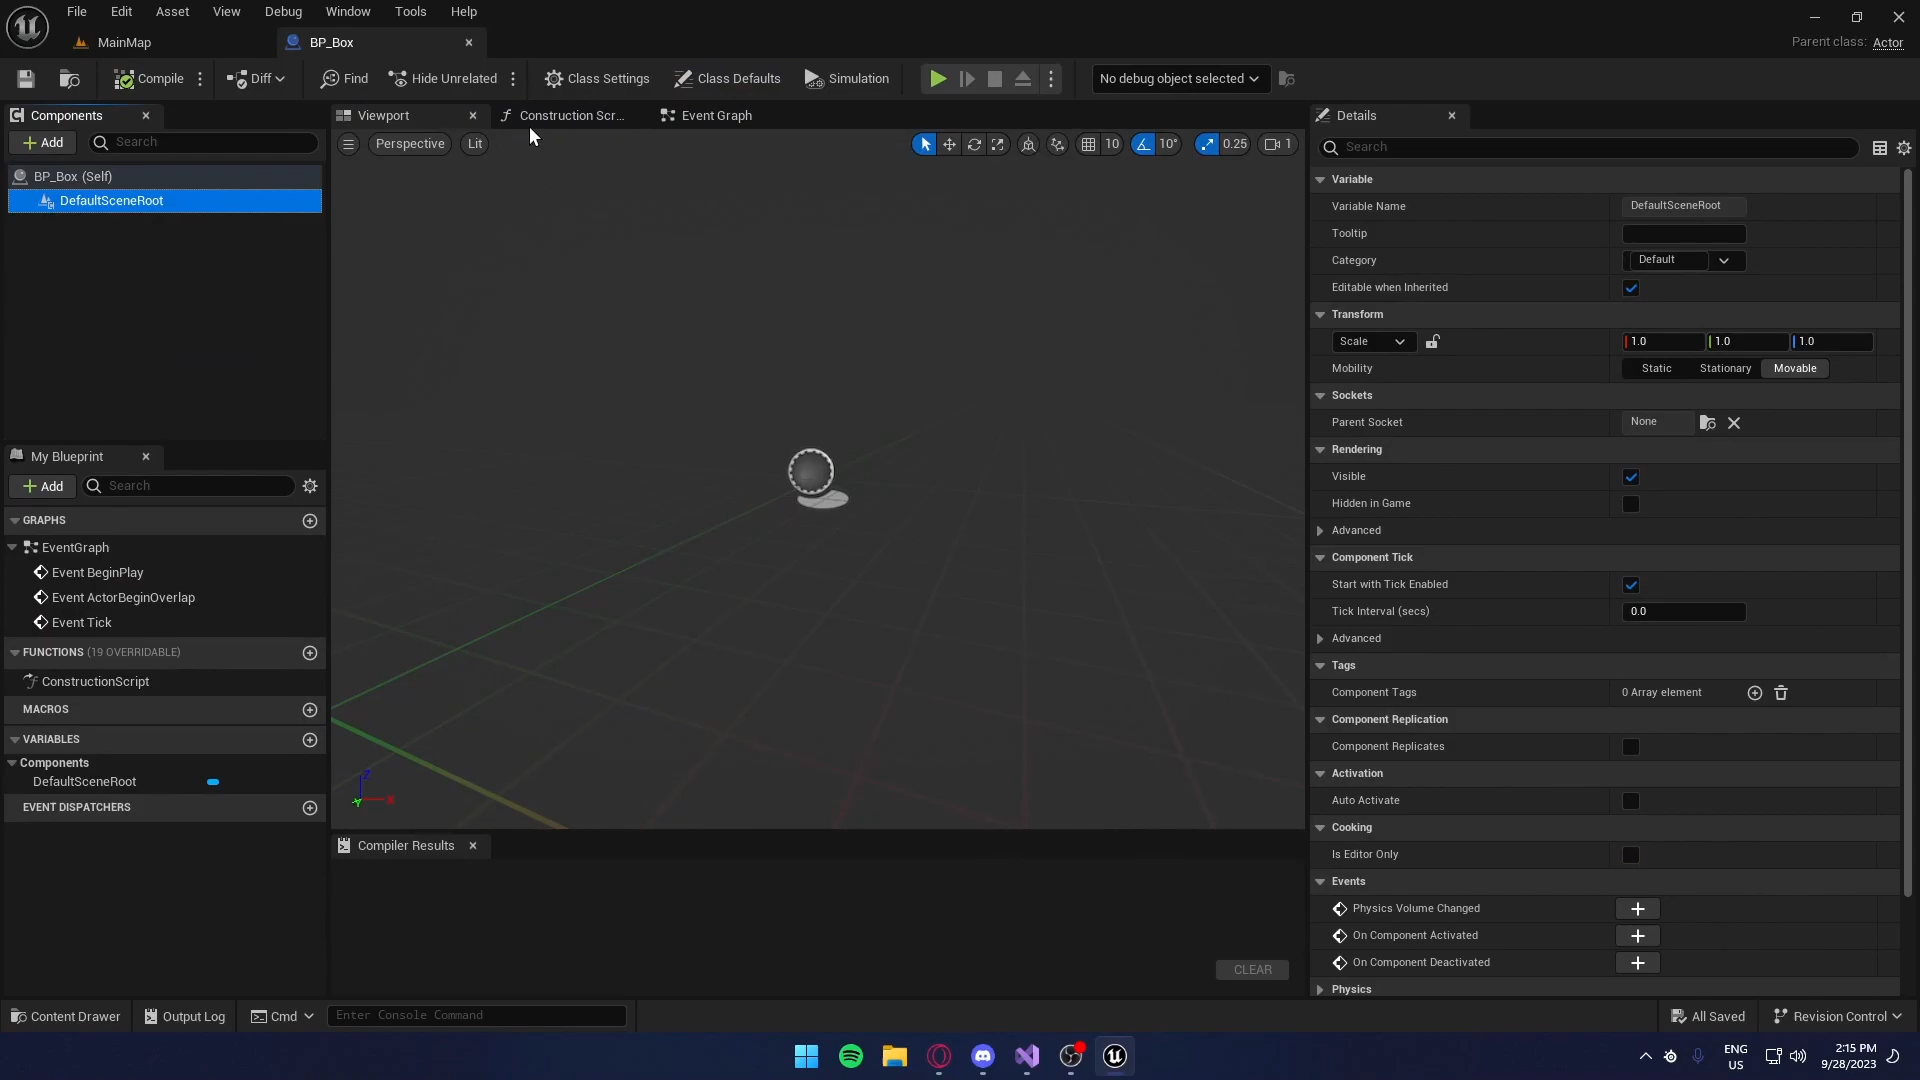 File Edit Asset View Debug Window Tools Help
MainMap
BP_Box
Parent class: Actor
Compile
Diff
Find
Hide Unrelated
Class Settings
Class Defaults
Simulation
No debug object selected
Components
Add
Search
BP_Box (Self)
DefaultSceneRoot
My Blueprint
Add
Search
GRAPHS
EventGraph
Event BeginPlay
Event ActorBeginOverlap
Event Tick
FUNCTIONS (19 OVERRIDABLE)
ConstructionScript
MACROS
VARIABLES
Components
DefaultSceneRoot
EVENT DISPATCHERS
Viewport
Construction Scr...
Event Graph
Perspective
Lit
10
10°
0.25
1
Z
X
Y
Compiler Results
CLEAR
Details
Search
Variable
Variable Name DefaultSceneRoot
Tooltip
Category Default
Editable when Inherited
Transform
Scale 1.0 1.0 1.0
Mobility Static Stationary Movable
Sockets
Parent Socket None
Rendering
Visible
Hidden in Game
Advanced
Component Tick
Start with Tick Enabled
Tick Interval (secs) 0.0
Advanced
Tags
Component Tags 0 Array element
Component Replication
Component Replicates
Activation
Auto Activate
Cooking
Is Editor Only
Events
Physics Volume Changed
On Component Activated
On Component Deactivated
Physics
Content Drawer
Output Log
Cmd
Enter Console Command
All Saved
Revision Control
ENG
US
2:15 PM
9/28/2023